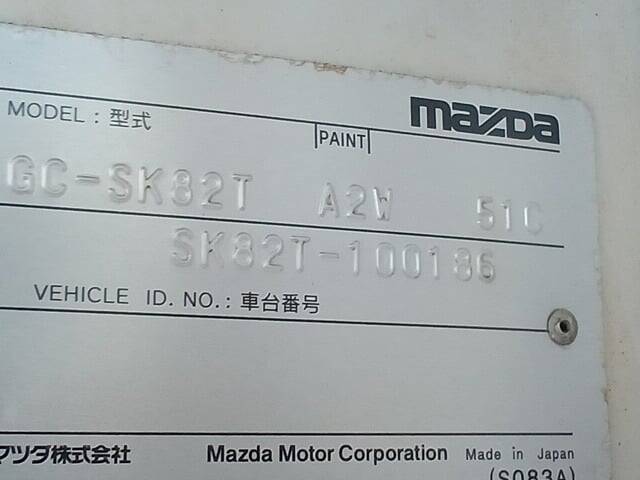 mazda
MODEL : 型式
PAINT
GC-SK82T A2W 51C
SK82T-100186
VEHICLE ID. NO. : 車台番号
マツダ株式会社 Mazda Motor Corporation Made in Japan
(S083A)